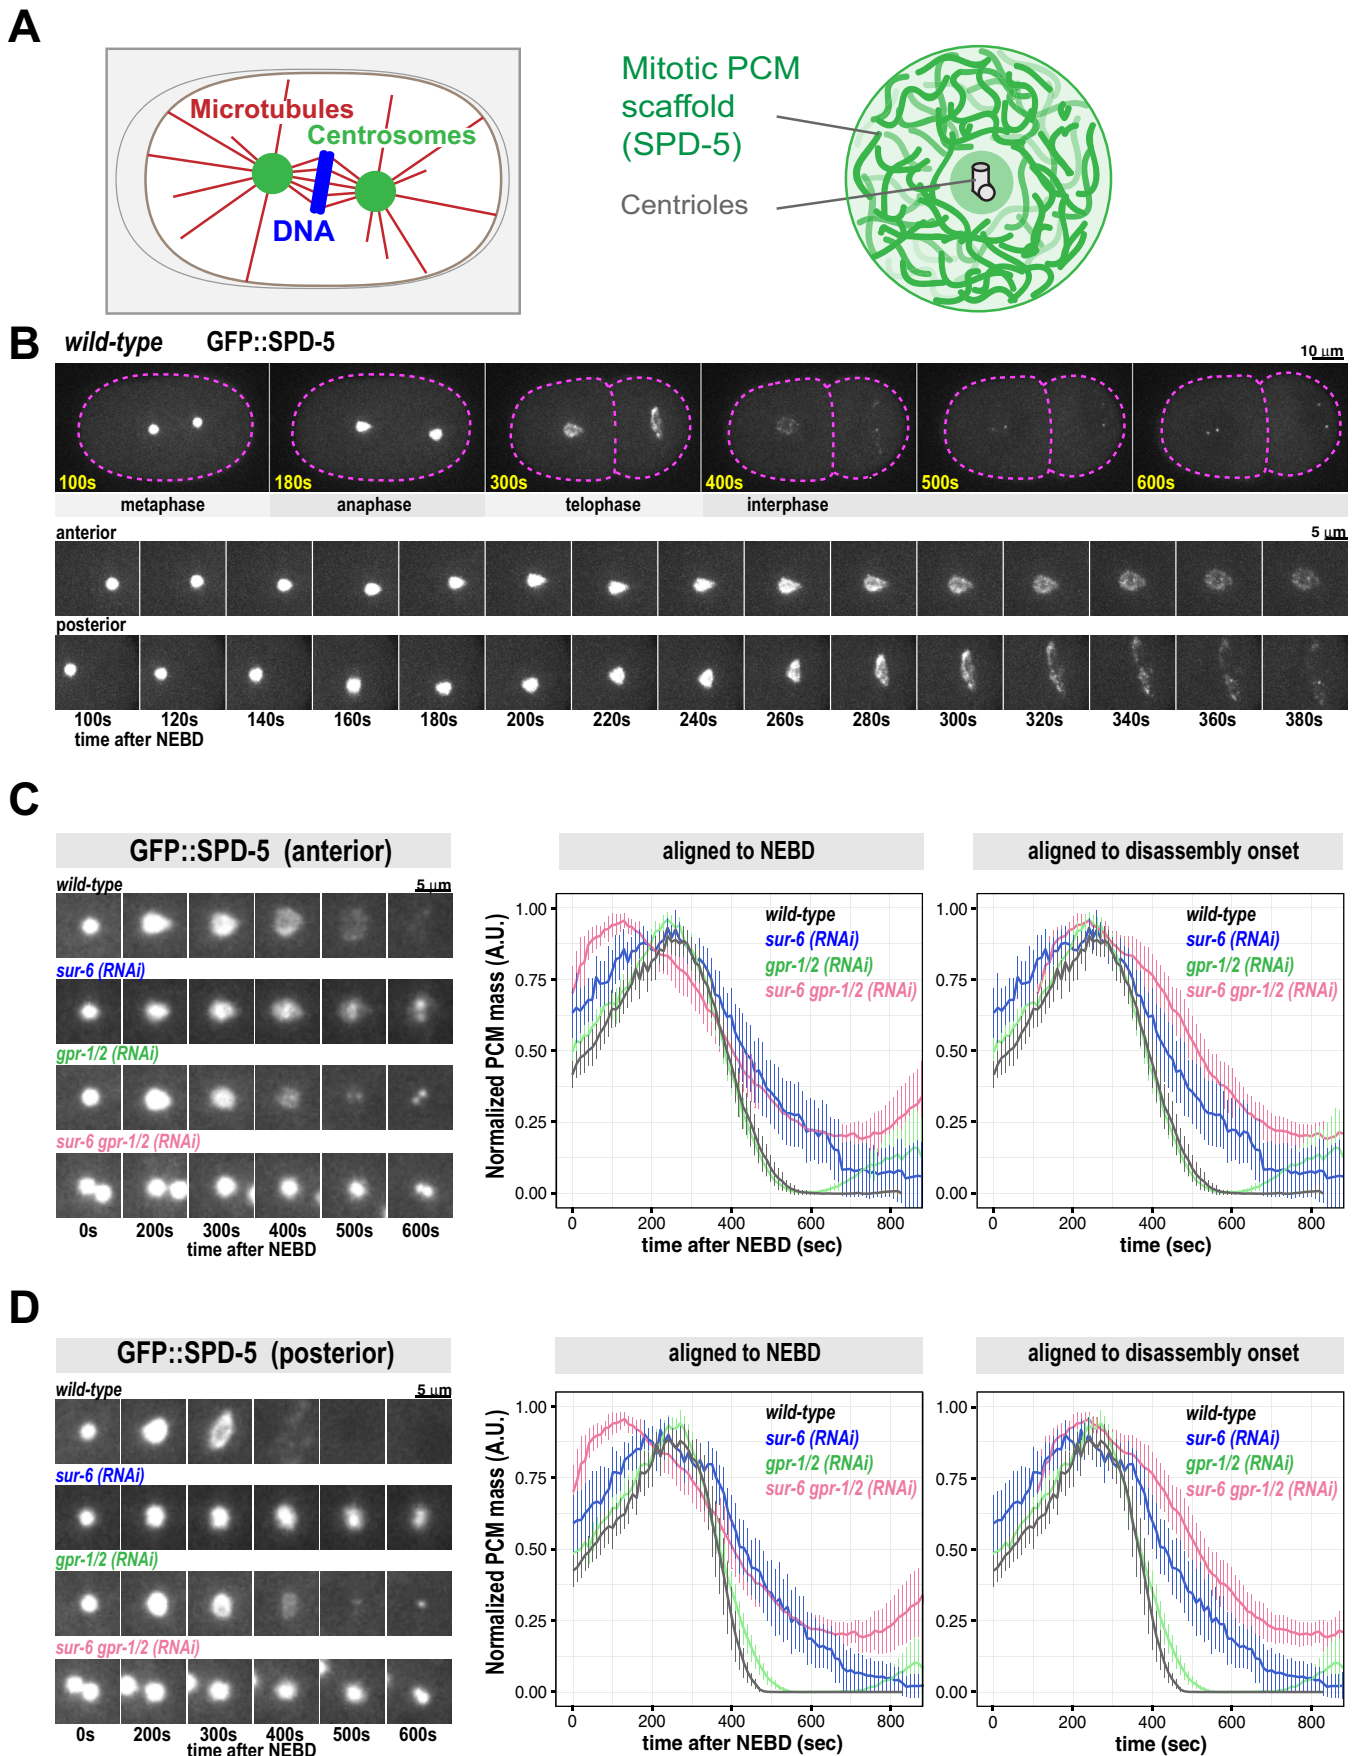 A
Microtubules
Centrosomes
DNA
Mitotic PCM
scaffold
(SPD-5)
Centrioles
B
wild-type GFP::SPD-5
10 µm
100s 180s 300s 400s 500s 600s
metaphase anaphase telophase interphase
anterior
5 µm
posterior
100s 120s 140s 160s 180s 200s 220s 240s 260s 280s 300s 320s 340s 360s 380s
time after NEBD
C
GFP::SPD-5 (anterior)
wild-type
5 µm
sur-6 (RNAi)
gpr-1/2 (RNAi)
sur-6 gpr-1/2 (RNAi)
0s 200s 300s 400s 500s 600s
time after NEBD
aligned to NEBD
Normalized PCM mass (A.U.)
1.00
0.75
0.50
0.25
0.00
wild-type
sur-6 (RNAi)
gpr-1/2 (RNAi)
sur-6 gpr-1/2 (RNAi)
0 200 400 600 800
time after NEBD (sec)
aligned to disassembly onset
1.00
0.75
0.50
0.25
0.00
wild-type
sur-6 (RNAi)
gpr-1/2 (RNAi)
sur-6 gpr-1/2 (RNAi)
0 200 400 600 800
time (sec)
D
GFP::SPD-5 (posterior)
wild-type
5 µm
sur-6 (RNAi)
gpr-1/2 (RNAi)
sur-6 gpr-1/2 (RNAi)
0s 200s 300s 400s 500s 600s
time after NEBD
aligned to NEBD
Normalized PCM mass (A.U.)
1.00
0.75
0.50
0.25
0.00
wild-type
sur-6 (RNAi)
gpr-1/2 (RNAi)
sur-6 gpr-1/2 (RNAi)
0 200 400 600 800
time after NEBD (sec)
aligned to disassembly onset
1.00
0.75
0.50
0.25
0.00
wild-type
sur-6 (RNAi)
gpr-1/2 (RNAi)
sur-6 gpr-1/2 (RNAi)
0 200 400 600 800
time (sec)